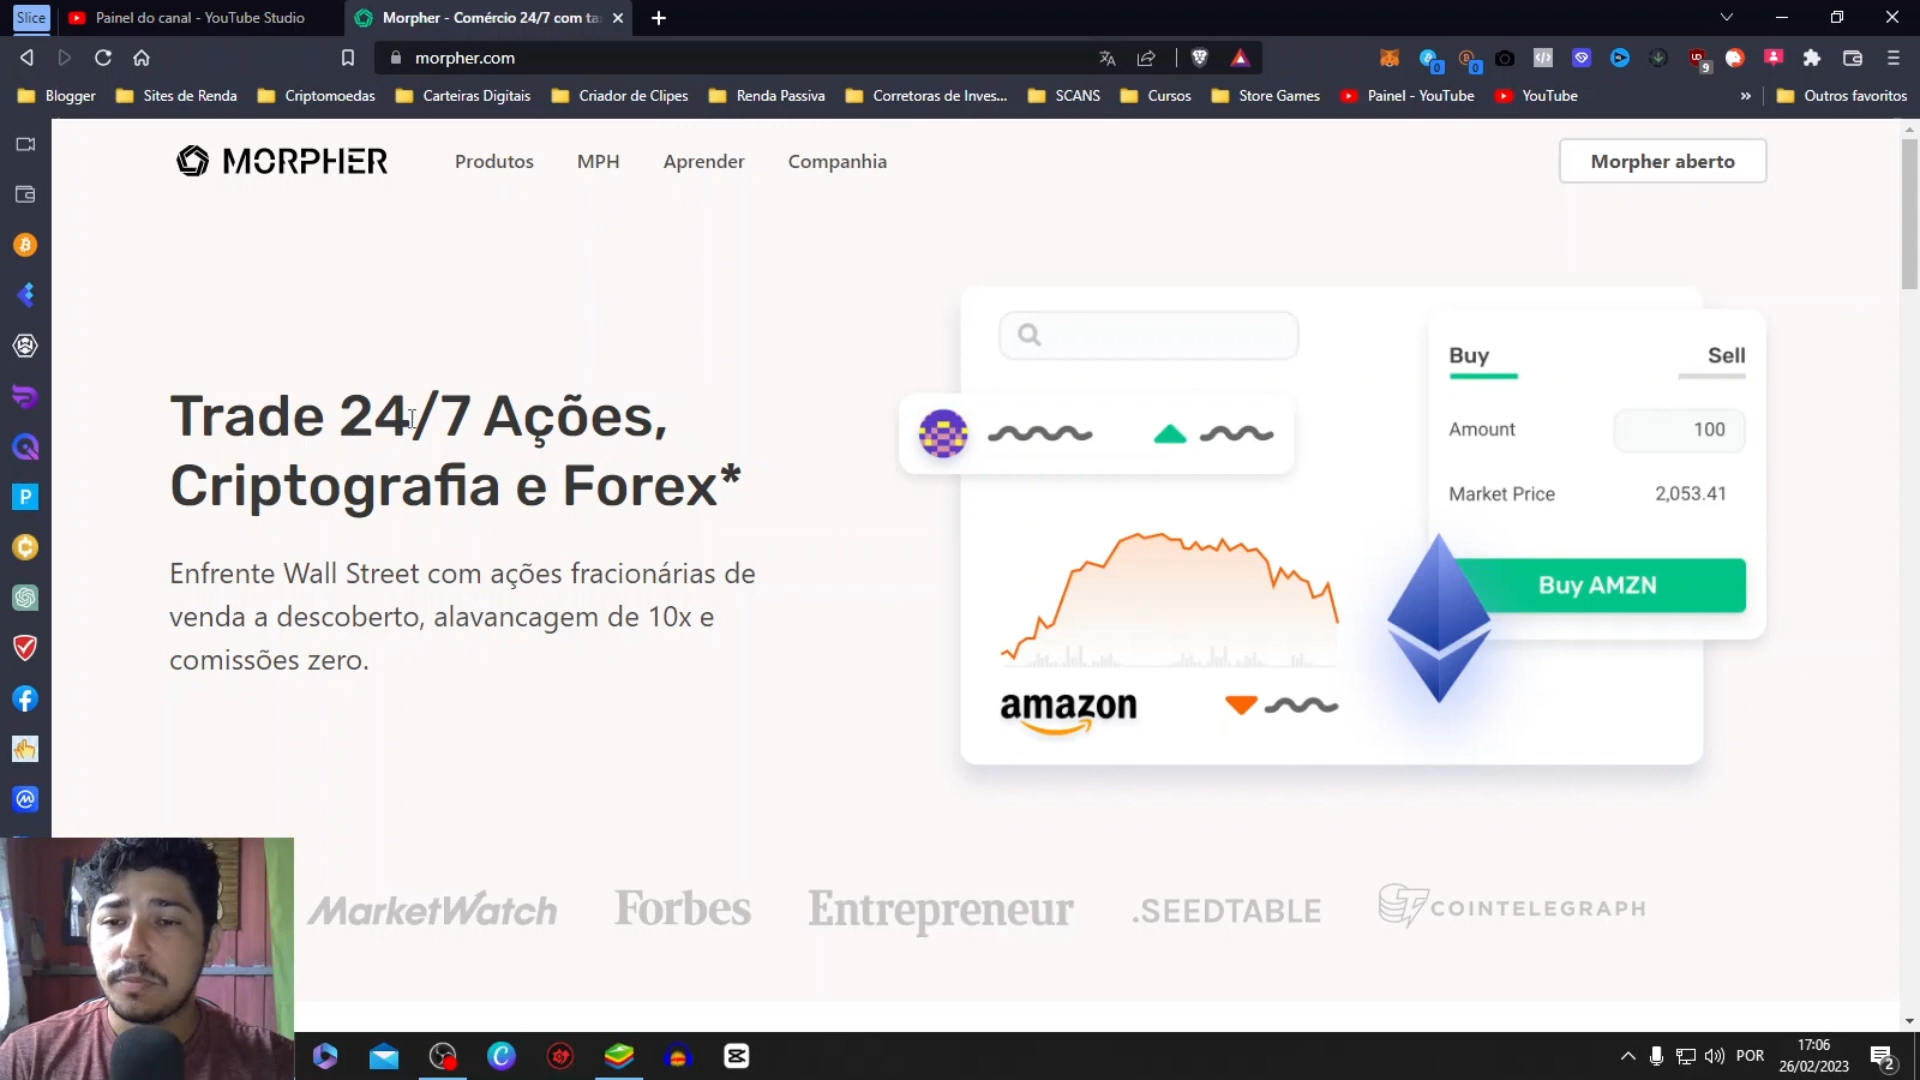 Slice
Painel do canal - YouTube Studio
Morpher - Comércio 24/7 com ta
morpher.com
0
0
9
Blogger
Sites de Renda
Criptomoedas
Carteiras Digitais
Criador de Clipes
Renda Passiva
Corretoras de Inves...
SCANS
Cursos
Store Games
Painel - YouTube
YouTube
»
Outros favoritos
MORPHER
Produtos
MPH
Aprender
Companhia
Morpher aberto
Trade 24/7 Ações,
Criptografia e Forex*
Enfrente Wall Street com ações fracionárias de
venda a descoberto, alavancagem de 10x e
comissões zero.
Buy
Sell
Amount
100
Market Price
2,053.41
Buy AMZN
amazon
MarketWatch
Forbes
Entrepreneur
.SEEDTABLE
COINTELEGRAPH
POR
17:06
26/02/2023
2